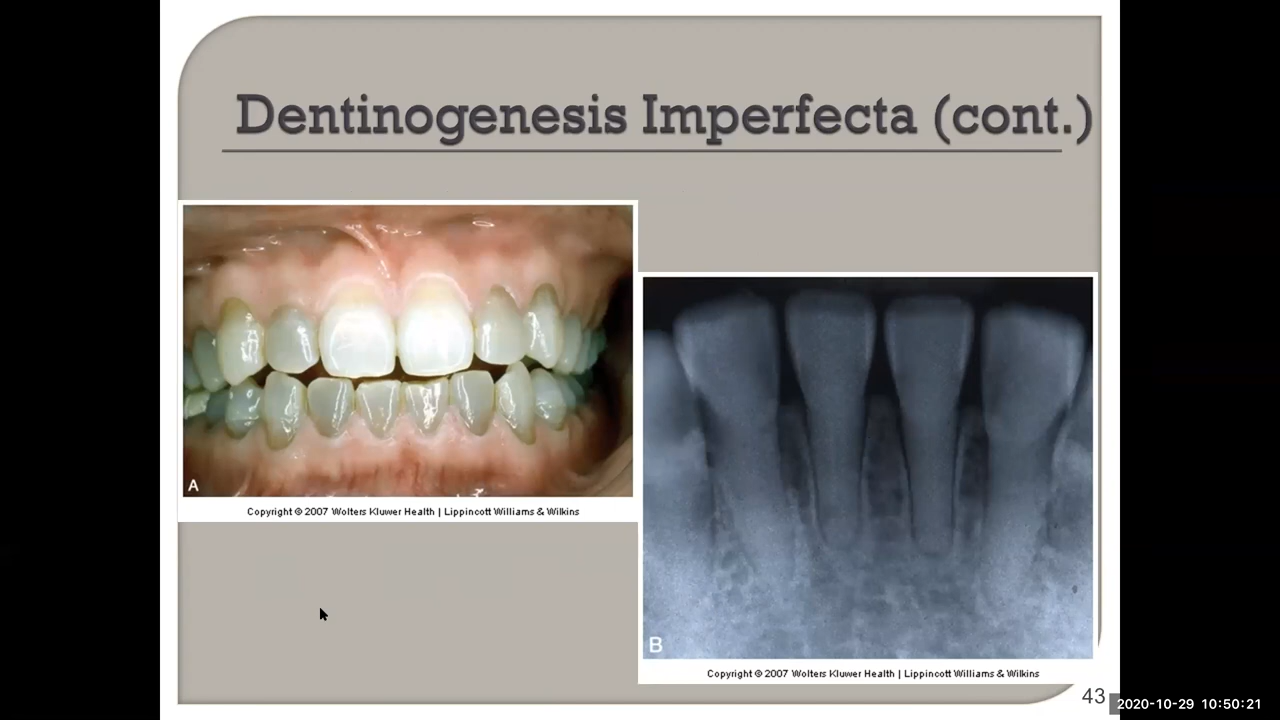 Dentinogenesis Imperfecta (cont.)
A
Copyright © 2007 Wolters Kluwer Health | Lippincott Williams & Wilkins
B
Copyright © 2007 Wolters Kluwer Health | Lippincott Williams & Wilkins
43
2020-10-29 10:50:21